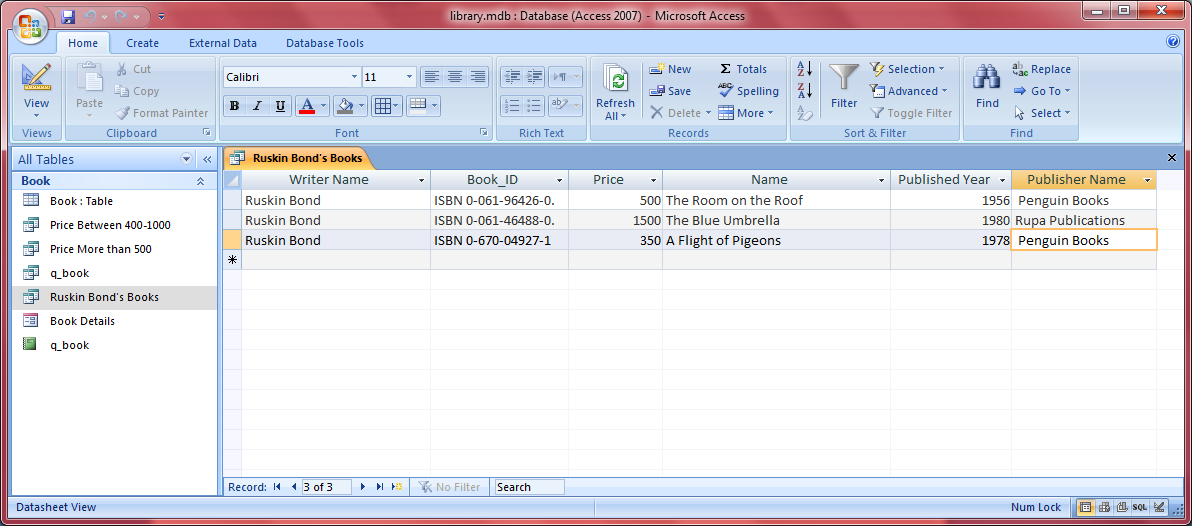 library.mdb : Database (Access 2007) - Microsoft Access
Home Create External Data Database Tools
View
Views
Paste
Cut
Copy
Format Painter
Clipboard
Calibri 11
B I U A
Font
ab
Rich Text
Refresh All
New
Save
Delete
Totals
Spelling
More
Records
Filter
Selection
Advanced
Toggle Filter
Sort & Filter
Find
Replace
Go To
Select
Find
All Tables
Book
Book : Table
Price Between 400-1000
Price More than 500
q_book
Ruskin Bond's Books
Book Details
q_book
Ruskin Bond's Books
Writer Name Book_ID Price Name Published Year Publisher Name
Ruskin Bond ISBN 0-061-96426-0. 500 The Room on the Roof 1956 Penguin Books
Ruskin Bond ISBN 0-061-46488-0. 1500 The Blue Umbrella 1980 Rupa Publications
Ruskin Bond ISBN 0-670-04927-1 350 A Flight of Pigeons 1978 Penguin Books
Record: 3 of 3 No Filter Search
Datasheet View Num Lock SQL